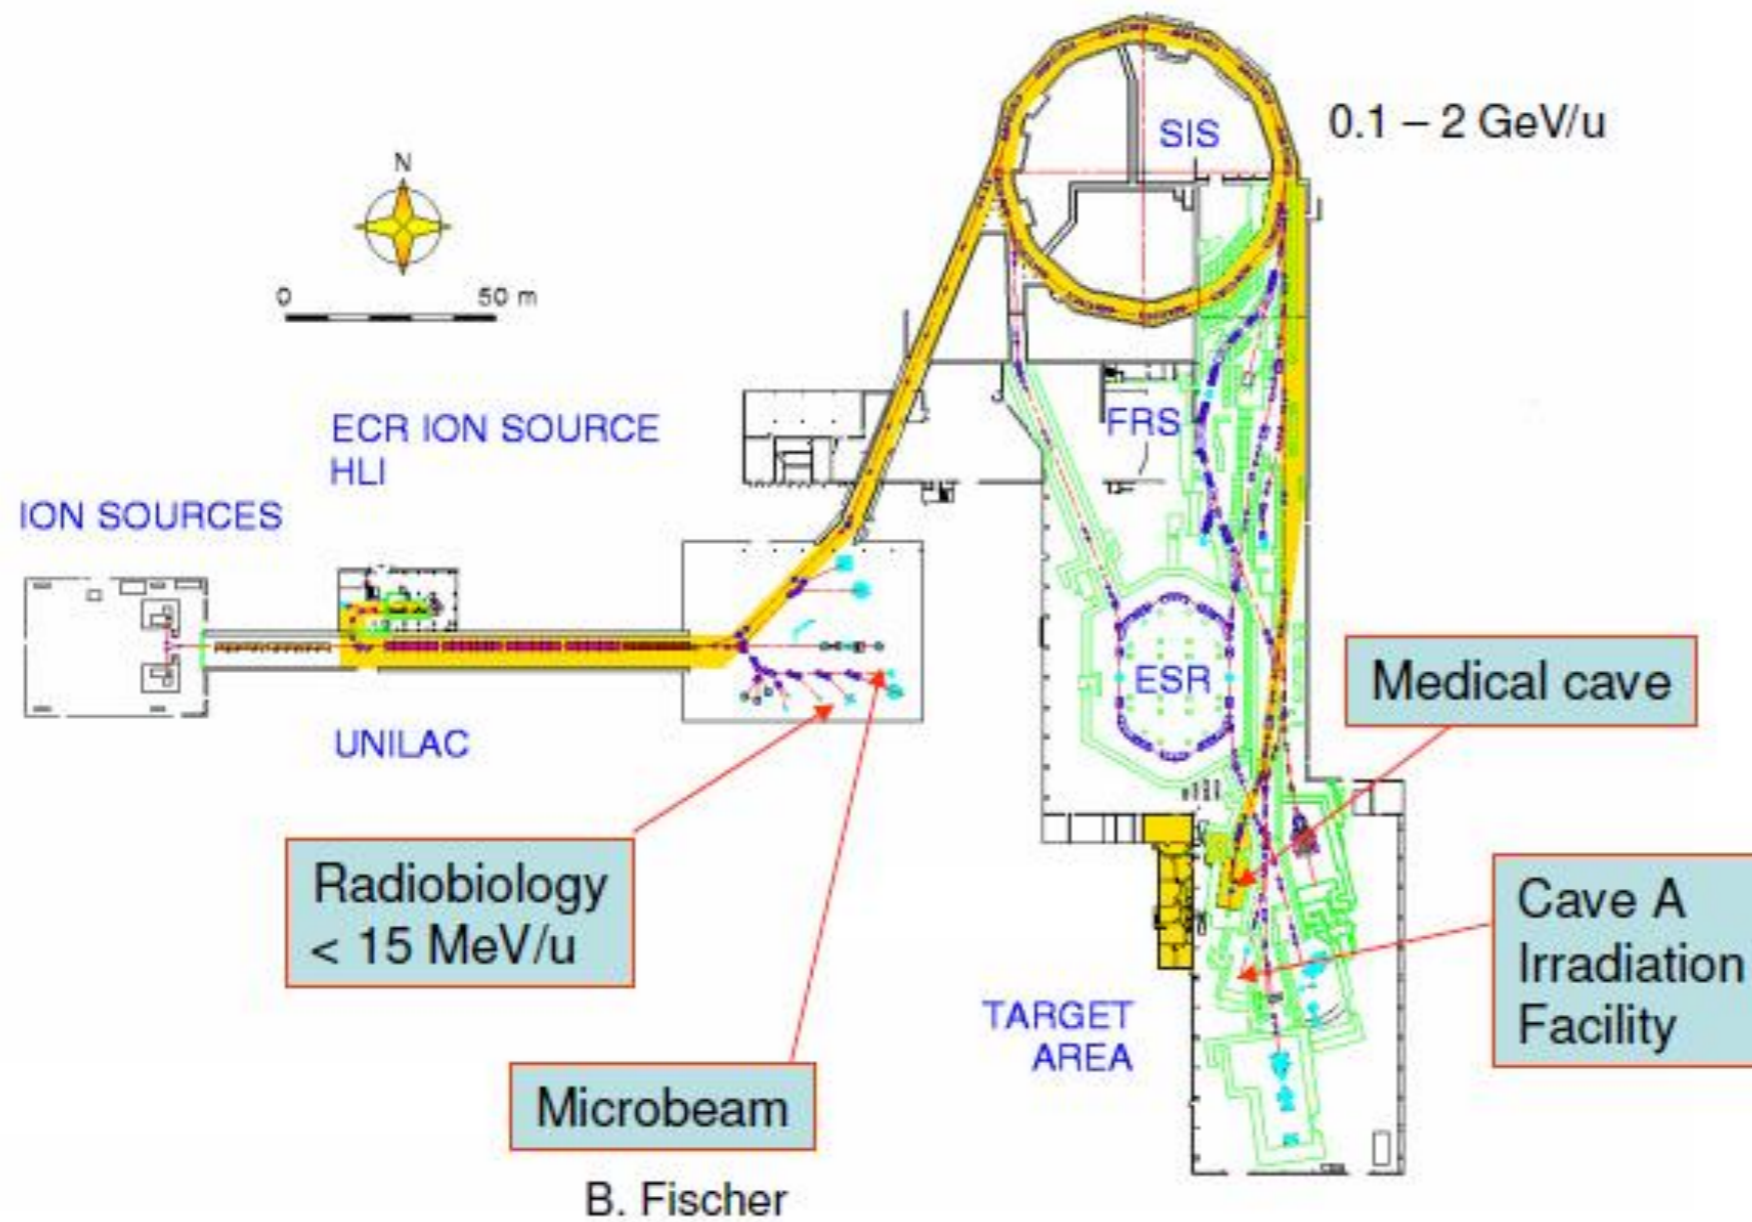 N
0 50 m
SIS
0.1 – 2 GeV/u
ECR ION SOURCE
HLI
ION SOURCES
FRS
UNILAC
ESR
Medical cave
Radiobiology
< 15 MeV/u
Cave A
Irradiation
Facility
TARGET
AREA
Microbeam
B. Fischer